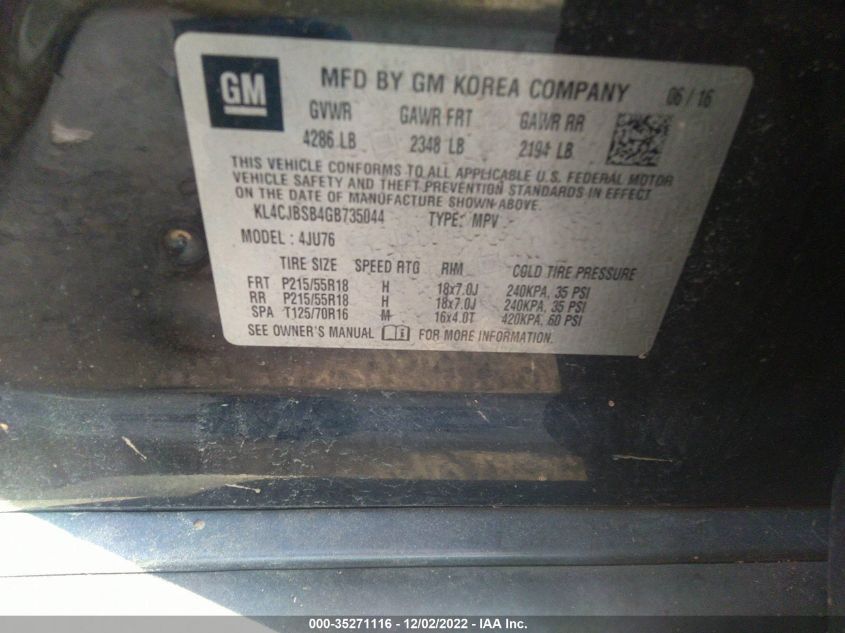 GM MFD BY GM KOREA COMPANY 06/16
GVWR GAWR FRT GAWR RR
4286 LB 2348 LB 2194 LB
THIS VEHICLE CONFORMS TO ALL APPLICABLE U.S. FEDERAL MOTOR
VEHICLE SAFETY AND THEFT PREVENTION STANDARDS IN EFFECT
ON THE DATE OF MANUFACTURE SHOWN ABOVE.
KL4CJBSB4GB735044 TYPE: MPV
MODEL : 4JU76
TIRE SIZE SPEED RTG RIM COLD TIRE PRESSURE
FRT P215/55R18 H 18x7.0J 240KPA, 35 PSI
RR P215/55R18 H 18x7.0J 240KPA, 35 PSI
SPA T125/70R16 M 16x4.0T 420KPA, 60 PSI
SEE OWNER'S MANUAL FOR MORE INFORMATION.
000-35271116 - 12/02/2022 - IAA Inc.